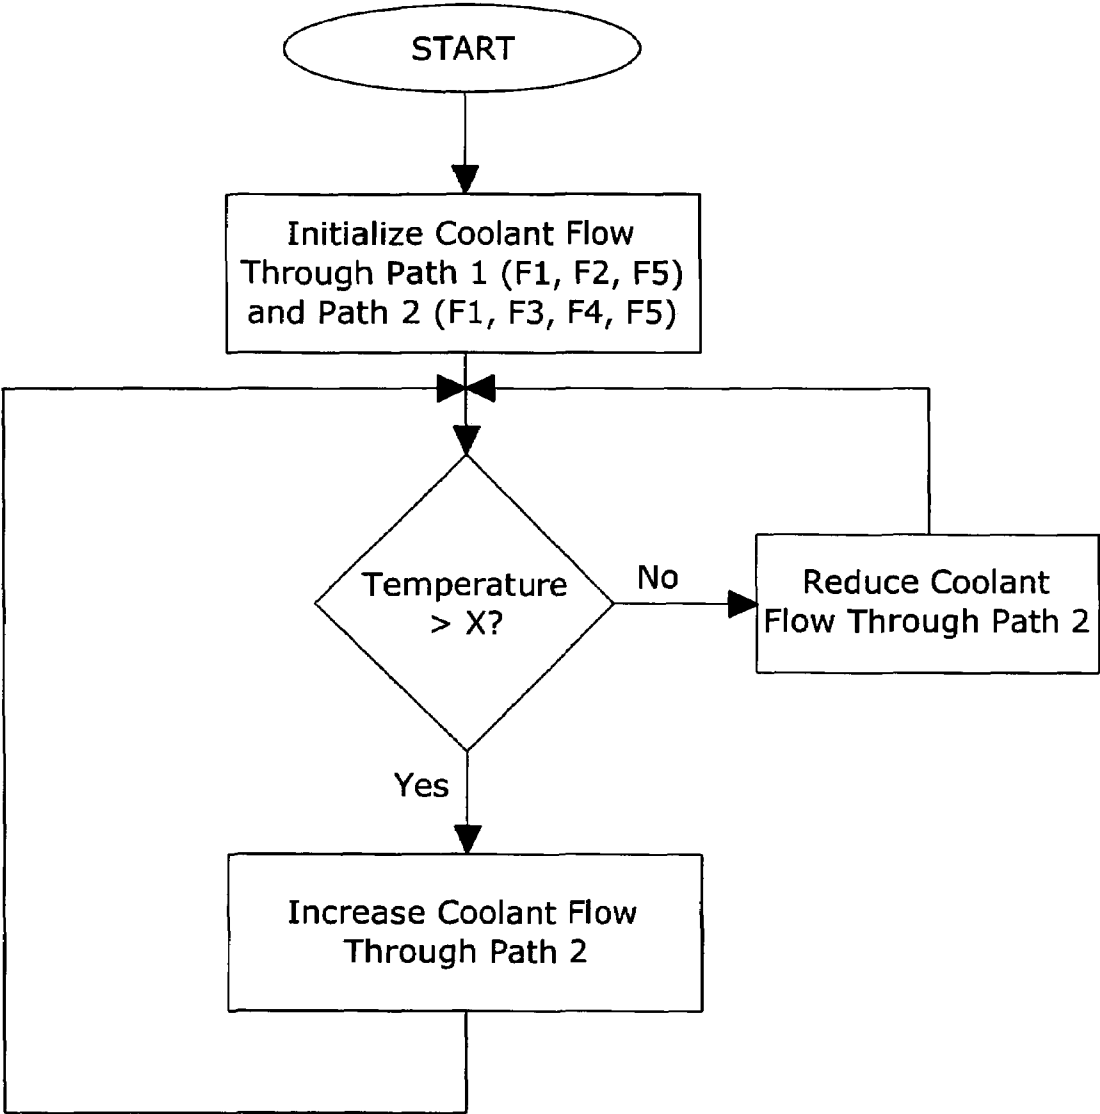 START
Initialize Coolant Flow
Through Path 1 (F1, F2, F5)
and Path 2 (F1, F3, F4, F5)
Temperature
> X?
No
Reduce Coolant
Flow Through Path 2
Yes
Increase Coolant Flow
Through Path 2